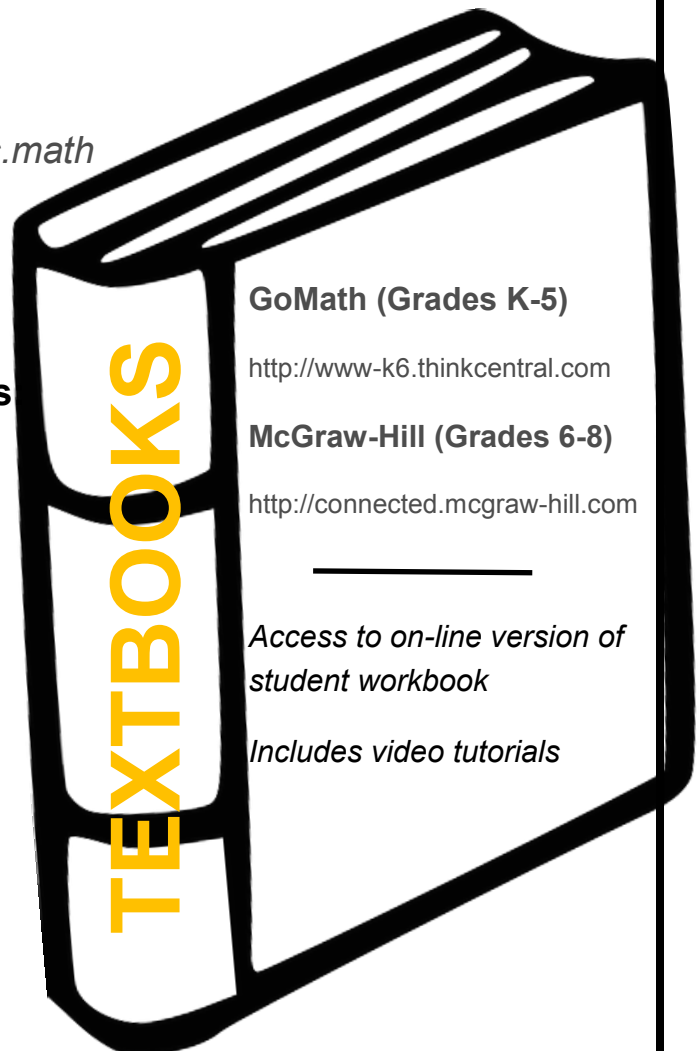 .math
s
TEXTBOOKS
GoMath (Grades K-5)
http://www-k6.thinkcentral.com
McGraw-Hill (Grades 6-8)
http://connected.mcgraw-hill.com
Access to on-line version of
student workbook
Includes video tutorials